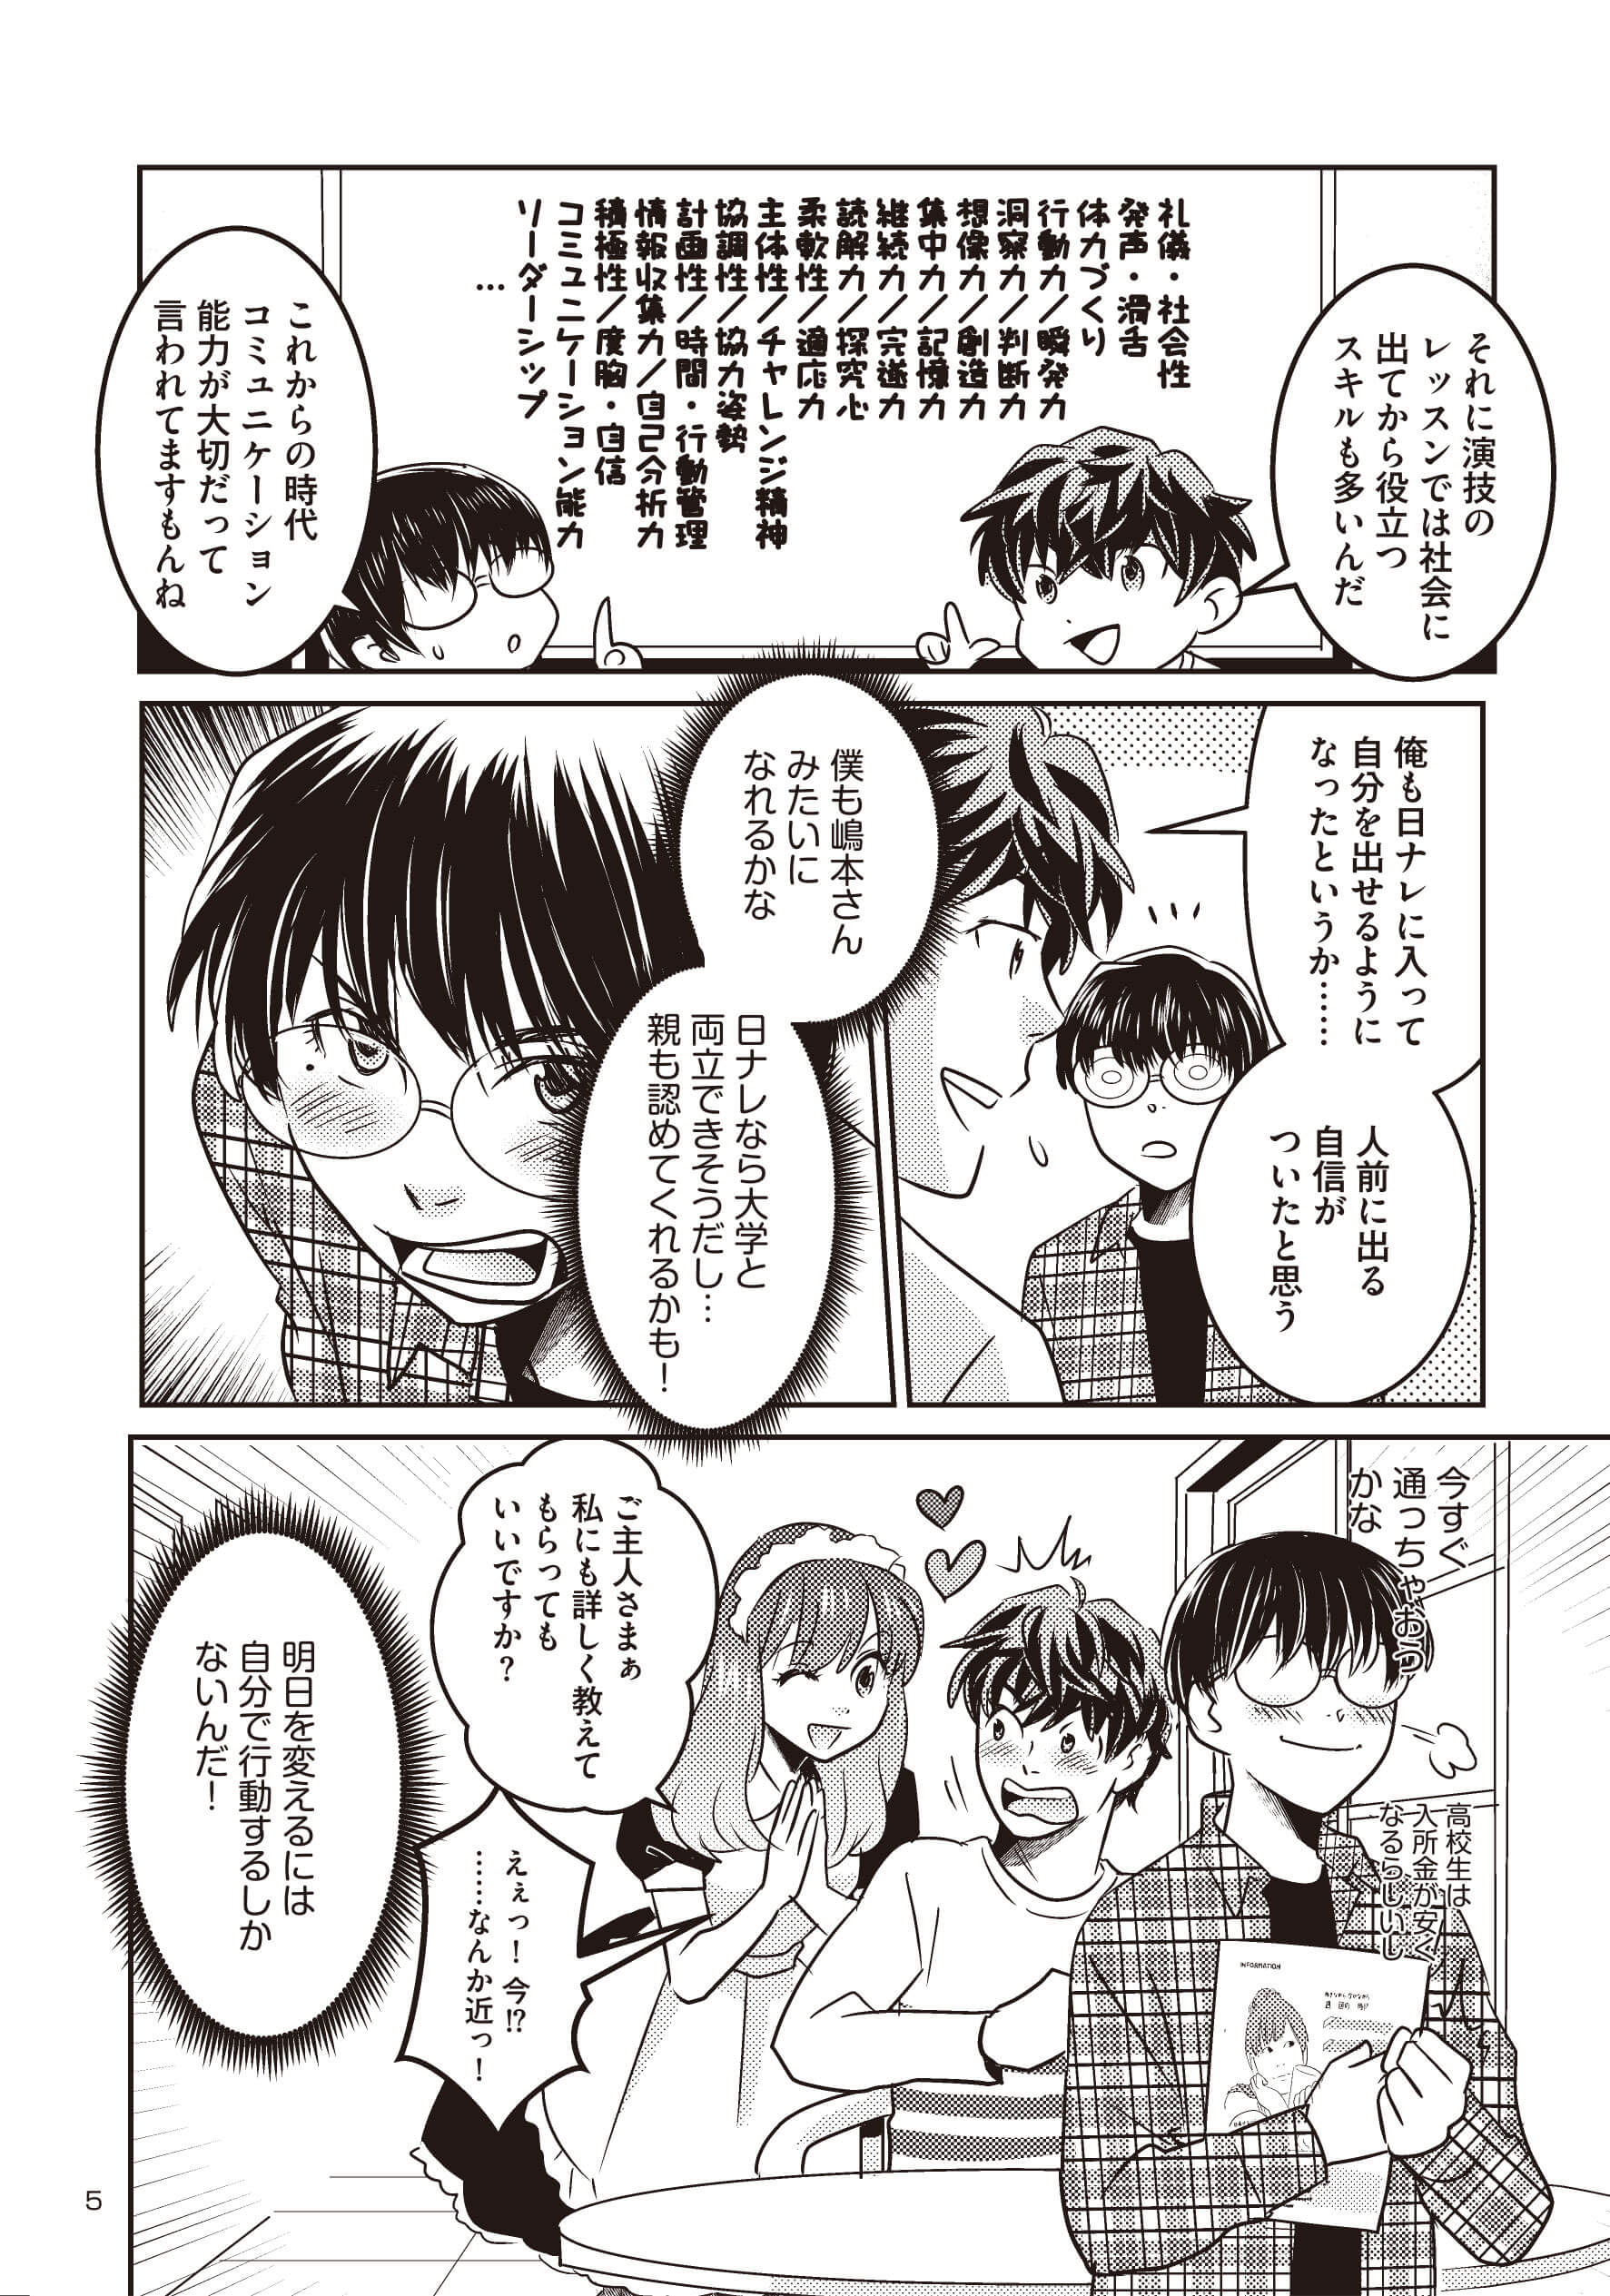 それに演技の
レッスンでは社会に
出てから役立つ
スキルも多いんだ
礼儀・社会性
発声・滑舌
体力づくり
行動力／瞬発力
洞察力／判断力
想像力／創造力
集中力／記憶力
継続力／完遂力
読解力／探究心
柔軟性／適応力
主体性／チャレンジ精神
協調性／協力姿勢
計画性／時間・行動管理
情報収集力／自己分析力
積極性／度胸・自信
コミュニケーション能力
リーダーシップ
…
これからの時代
コミュニケーション
能力が大切だって
言われてますもんね
俺も日ナレに入って
自分を出せるように
なったというか……
人前に出る
自信が
ついたと思う
僕も嶋本さん
みたいに
なれるかな
日ナレなら大学と
両立できそうだし…
親も認めてくれるかも！
今すぐ
通っちゃおう
かな
高校生は
入所金が安く
なるらしいし
INFORMATION
ご主人さまぁ
私にも詳しく教えて
もらっても
いいですか？
えぇっ！今!?
……なんか近っ！
明日を変えるには
自分で行動するしか
ないんだ！
5